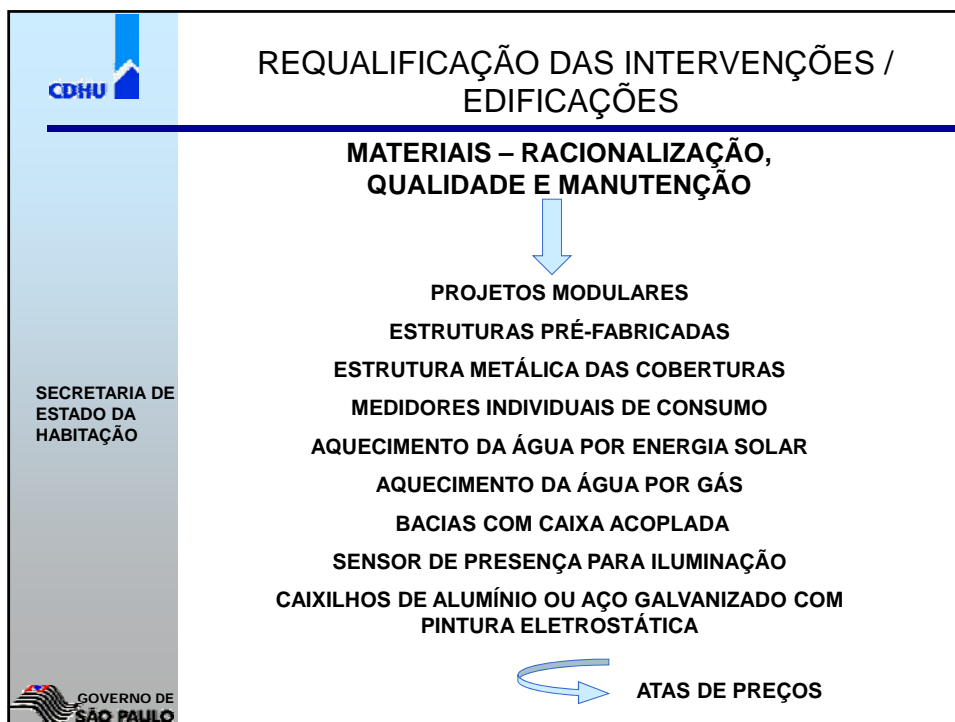 CDHU
REQUALIFICAÇÃO DAS INTERVENÇÕES /
EDIFICAÇÕES
MATERIAIS – RACIONALIZAÇÃO,
QUALIDADE E MANUTENÇÃO
PROJETOS MODULARES
ESTRUTURAS PRÉ-FABRICADAS
ESTRUTURA METÁLICA DAS COBERTURAS
MEDIDORES INDIVIDUAIS DE CONSUMO
AQUECIMENTO DA ÁGUA POR ENERGIA SOLAR
AQUECIMENTO DA ÁGUA POR GÁS
BACIAS COM CAIXA ACOPLADA
SENSOR DE PRESENÇA PARA ILUMINAÇÃO
CAIXILHOS DE ALUMÍNIO OU AÇO GALVANIZADO COM
PINTURA ELETROSTÁTICA
ATAS DE PREÇOS
SECRETARIA DE
ESTADO DA
HABITAÇÃO
GOVERNO DE
SÃO PAULO